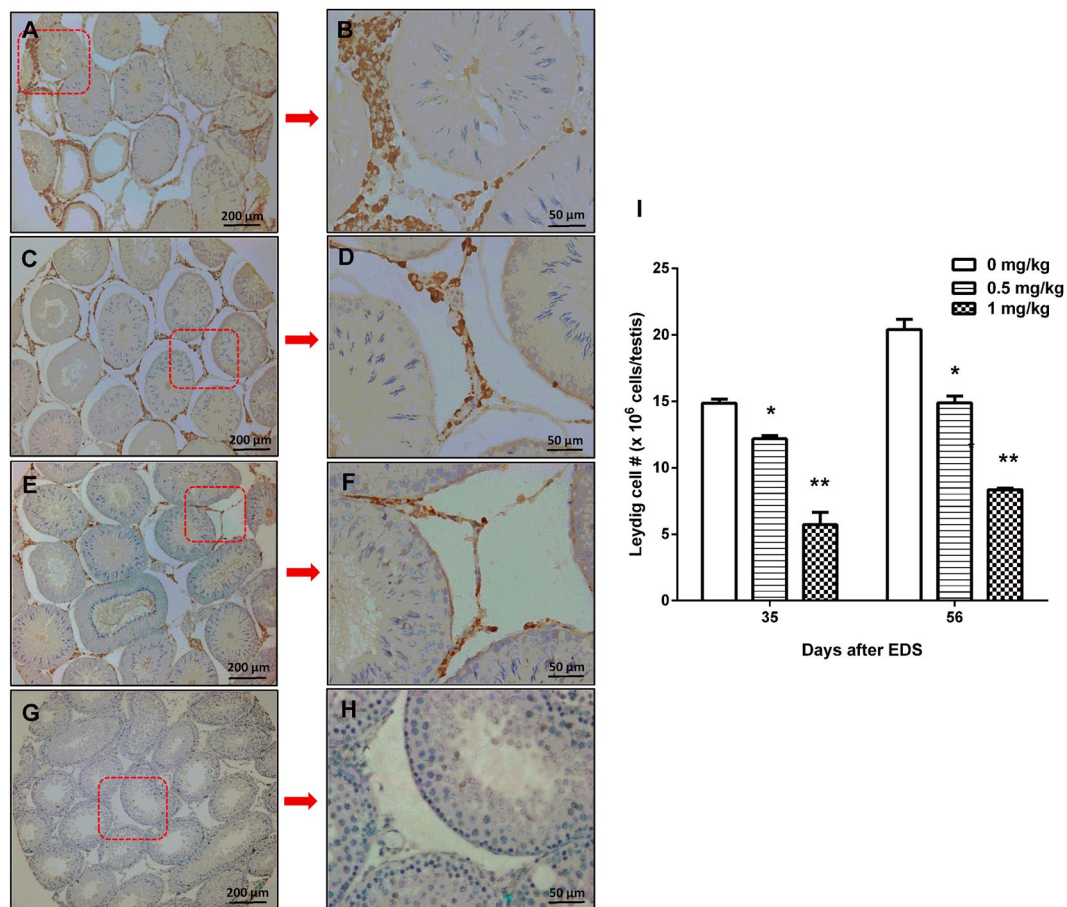 A
200 µm
B
50 µm
C
200 µm
D
50 µm
E
200 µm
F
50 µm
G
200 µm
H
50 µm
I
0 mg/kg
0.5 mg/kg
1 mg/kg
Leydig cell # (x 10⁶ cells/testis)
25
20
15
10
5
0
*
**
*
*
**
35
56
Days after EDS